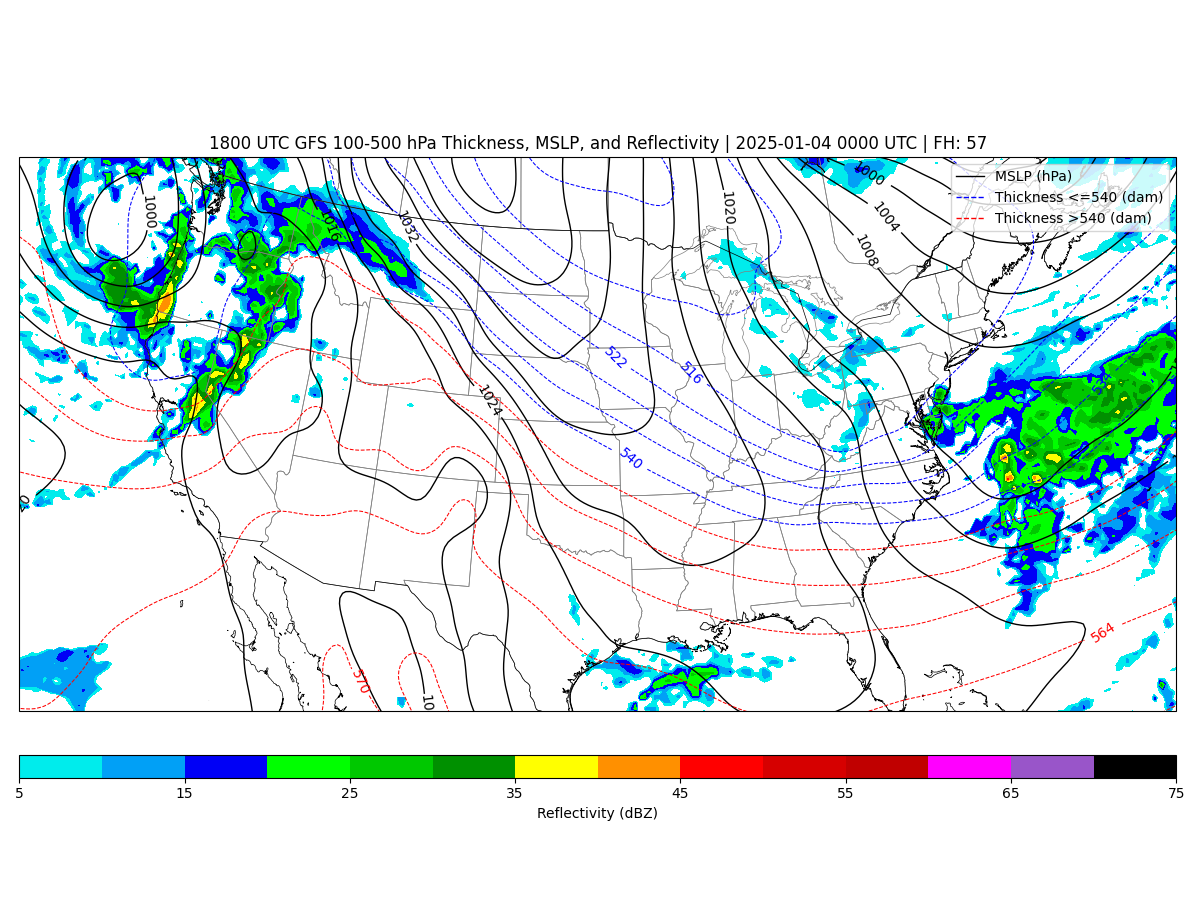 1800 UTC GFS 100-500 hPa Thickness, MSLP, and Reflectivity | 2025-01-04 0000 UTC | FH: 57
MSLP (hPa)
Thickness <=540 (dam)
Thickness >540 (dam)
1000
1000
1004
1008
1016
1020
1032
1024
522
516
540
564
570
10
5 15 25 35 45 55 65 75
Reflectivity (dBZ)